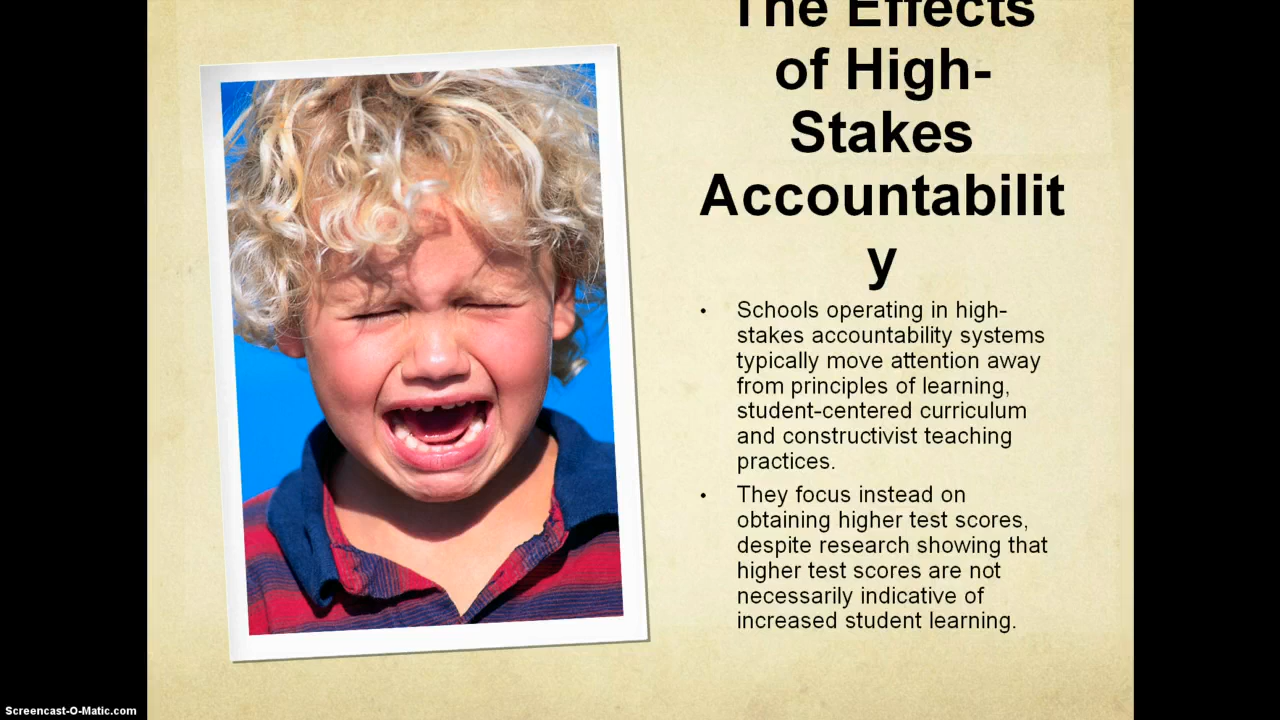 The Effects
of High-
Stakes
Accountabilit
y
• Schools operating in high-
stakes accountability systems
typically move attention away
from principles of learning,
student-centered curriculum
and constructivist teaching
practices.
• They focus instead on
obtaining higher test scores,
despite research showing that
higher test scores are not
necessarily indicative of
increased student learning.
Screencast-O-Matic.com